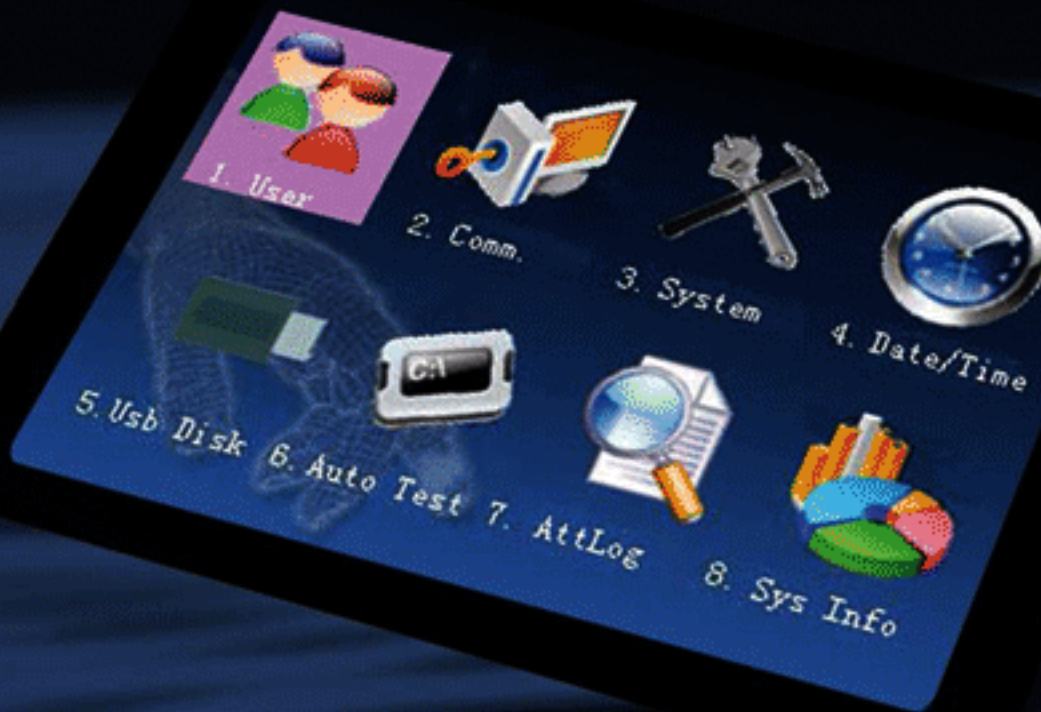 1. User
2. Comm.
3. System
4. Date/Time
5. Usb Disk
6. Auto Test
7. AttLog
8. Sys Info
C:\